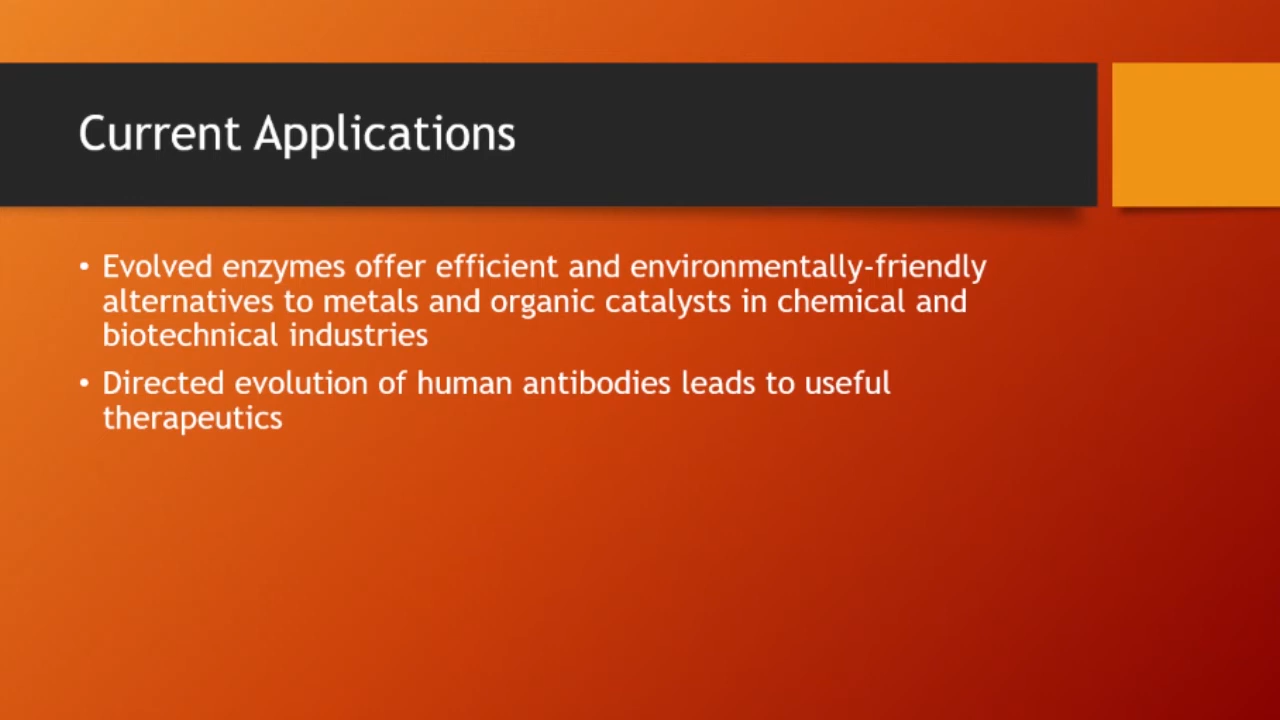 Current Applications
• Evolved enzymes offer efficient and environmentally-friendly
alternatives to metals and organic catalysts in chemical and
biotechnical industries
• Directed evolution of human antibodies leads to useful
therapeutics